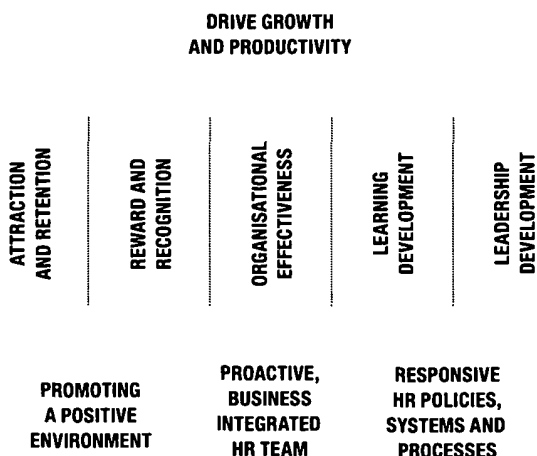 DRIVE GROWTH
AND PRODUCTIVITY
ATTRACTION
AND RETENTION
REWARD AND
RECOGNITION
ORGANISATIONAL
EFFECTIVENESS
LEARNING
DEVELOPMENT
LEADERSHIP
DEVELOPMENT
PROMOTING
A POSITIVE
ENVIRONMENT
PROACTIVE,
BUSINESS
INTEGRATED
HR TEAM
RESPONSIVE
HR POLICIES,
SYSTEMS AND
PROCESSES